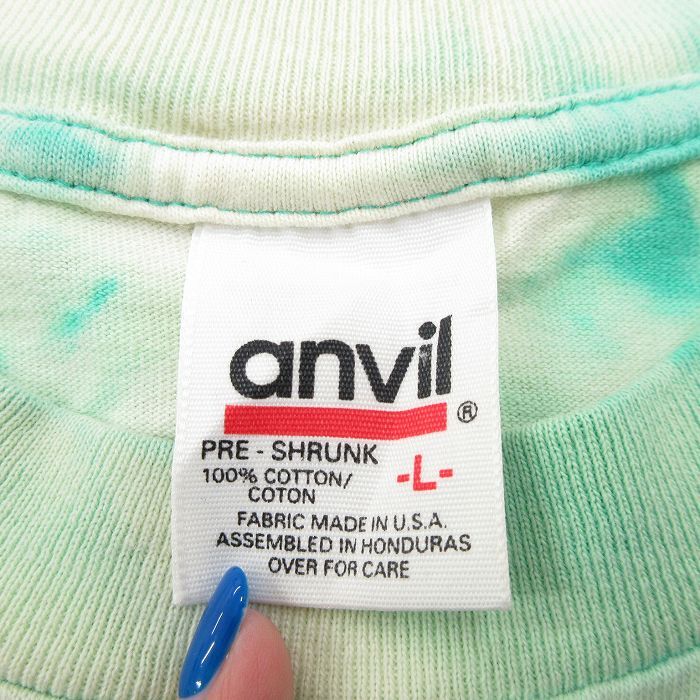 anvil ®
PRE - SHRUNK
100% COTTON/
COTON
-L-
FABRIC MADE IN U.S.A.
ASSEMBLED IN HONDURAS
OVER FOR CARE